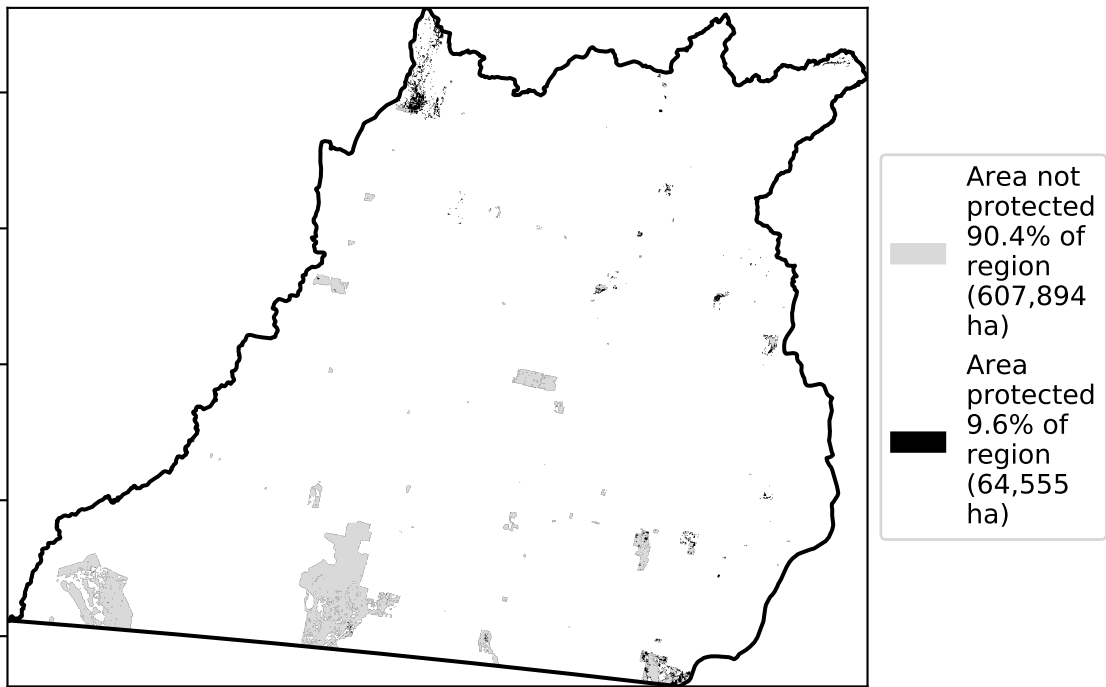 Area not
protected
90.4% of
region
(607,894
ha)
Area
protected
9.6% of
region
(64,555
ha)